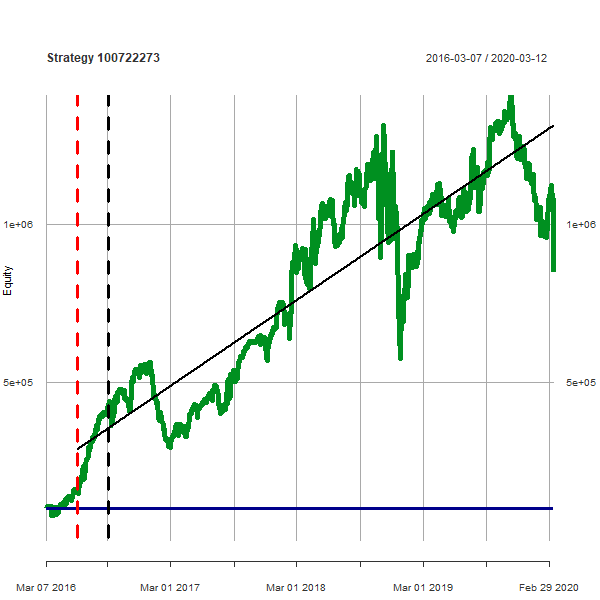 Strategy 100722273
2016-03-07 / 2020-03-12
1e+06
1e+06
Equity
5e+05
5e+05
Mar 07 2016
Mar 01 2017
Mar 01 2018
Mar 01 2019
Feb 29 2020